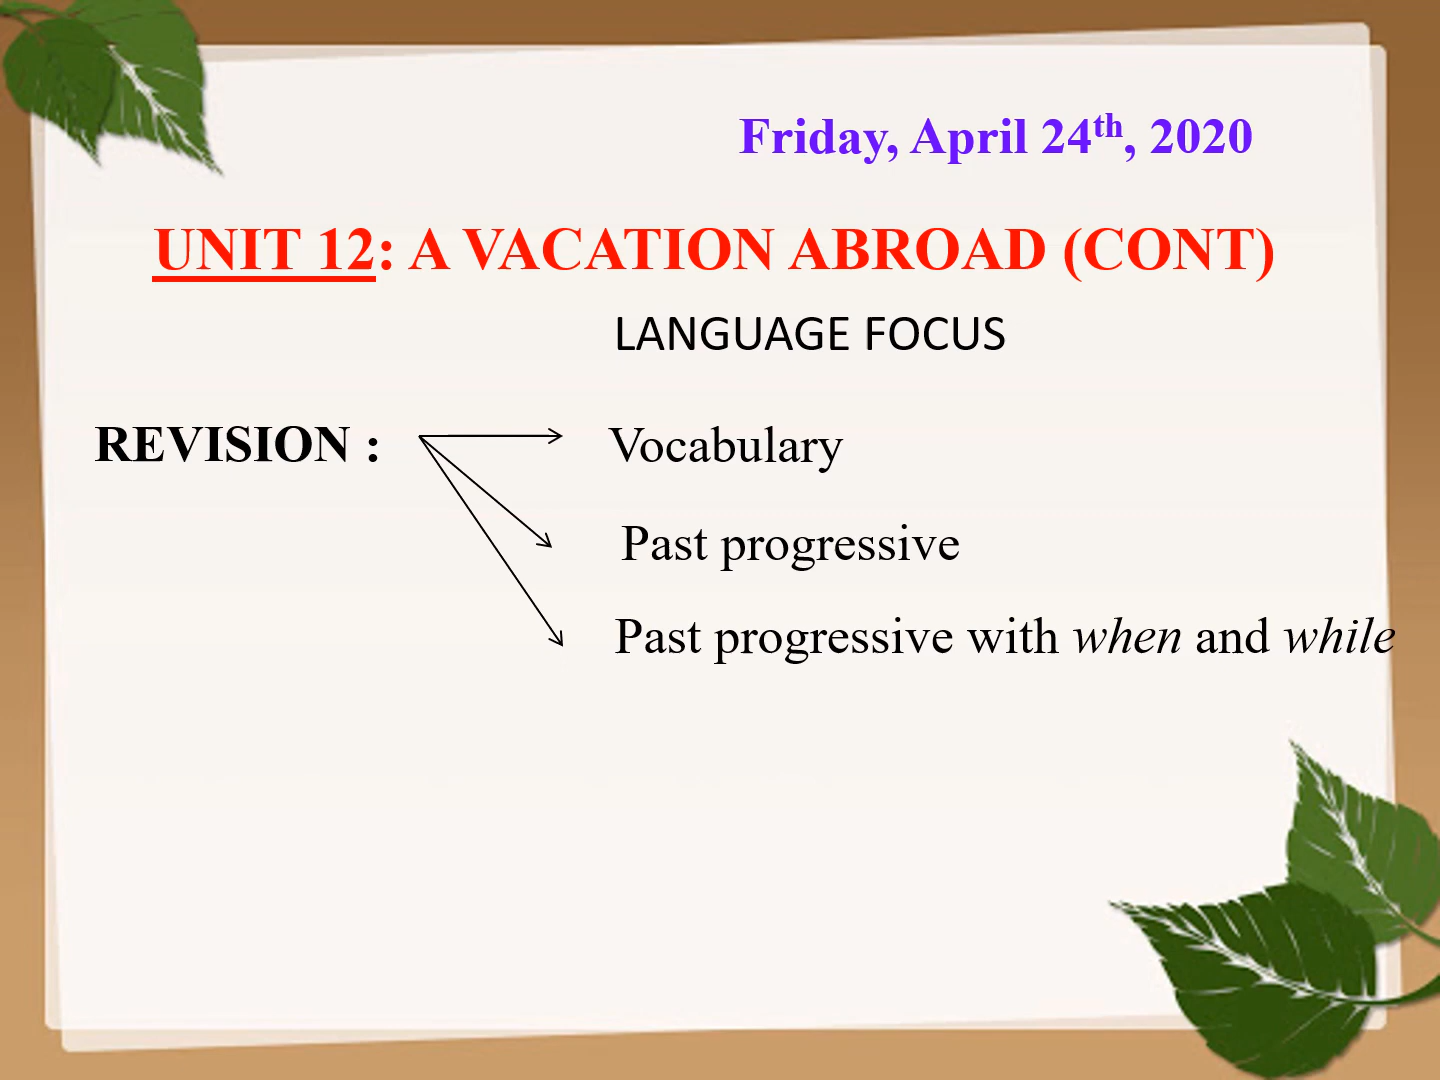 Friday, April 24th, 2020
UNIT 12: A VACATION ABROAD (CONT)
LANGUAGE FOCUS
REVISION : Vocabulary
Past progressive
Past progressive with when and while